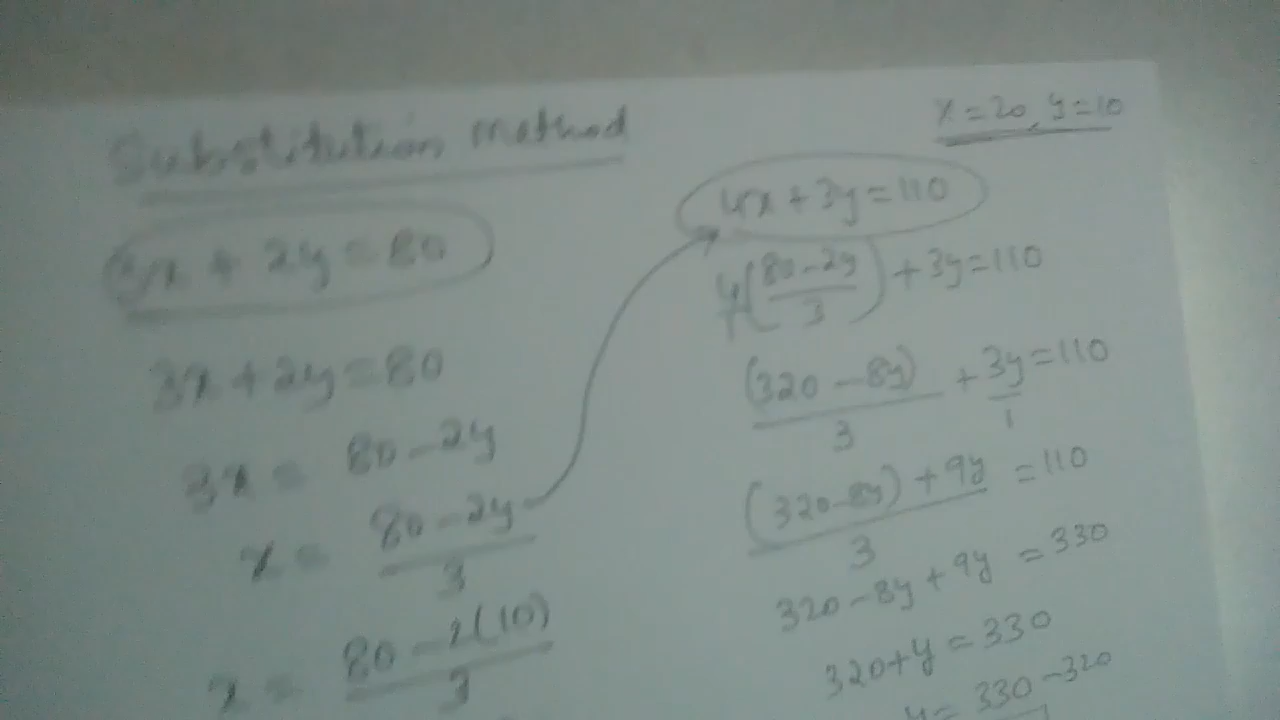 Substitution method
3x + 2y = 80
3x + 2y = 80
3x = 80 - 2y
x = 80 - 2y / 3
x = 80 - 2(10) / 3
x = 20, y = 10
4x + 3y = 110
4(80 - 2y / 3) + 3y = 110
(320 - 8y) / 3 + 3y / 1 = 110
(320 - 8y) + 9y / 3 = 110
320 - 8y + 9y = 330
320 + y = 330
y = 330 - 320